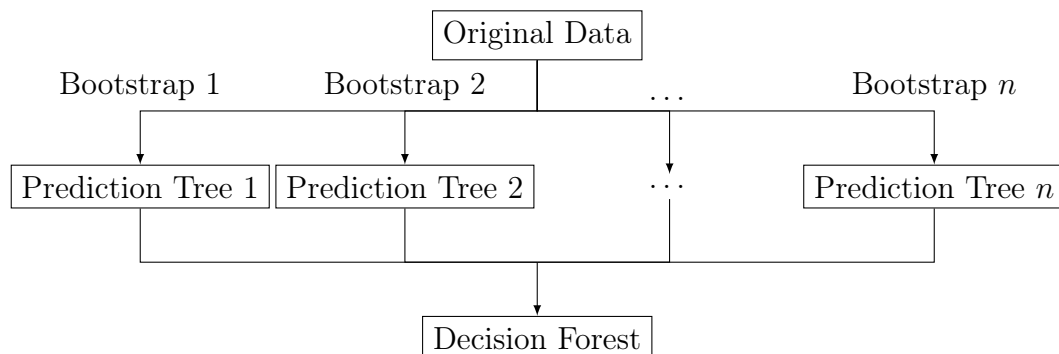 Original Data
Bootstrap 1 Bootstrap 2 ... Bootstrap n
Prediction Tree 1 Prediction Tree 2 ... Prediction Tree n
Decision Forest